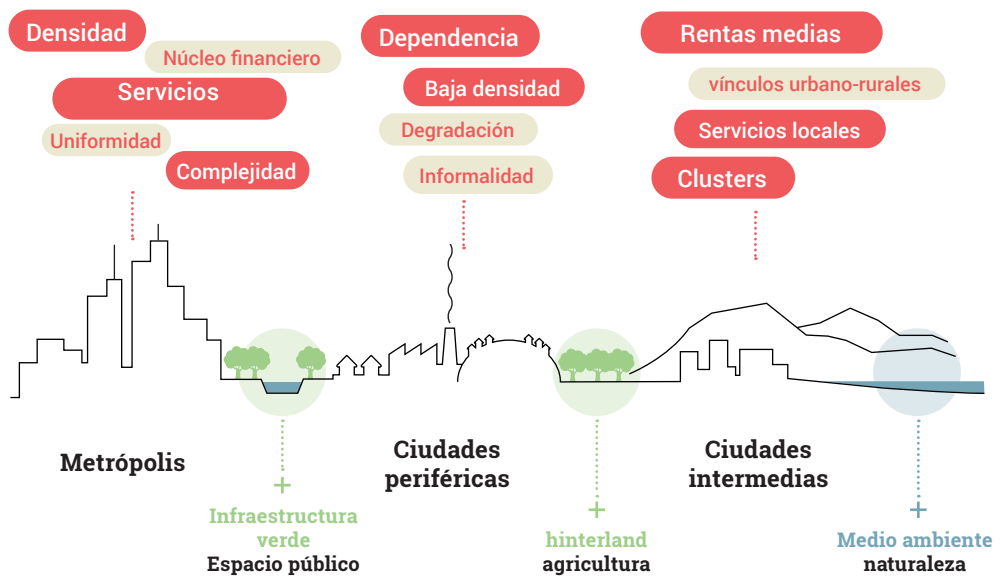 Densidad
Núcleo financiero
Servicios
Uniformidad
Complejidad
Dependencia
Baja densidad
Degradación
Informalidad
Rentas medias
vínculos urbano-rurales
Servicios locales
Clusters
Metrópolis
Ciudades
periféricas
Ciudades
intermedias
+
Infraestructura
verde
Espacio público
+
hinterland
agricultura
+
Medio ambiente
naturaleza